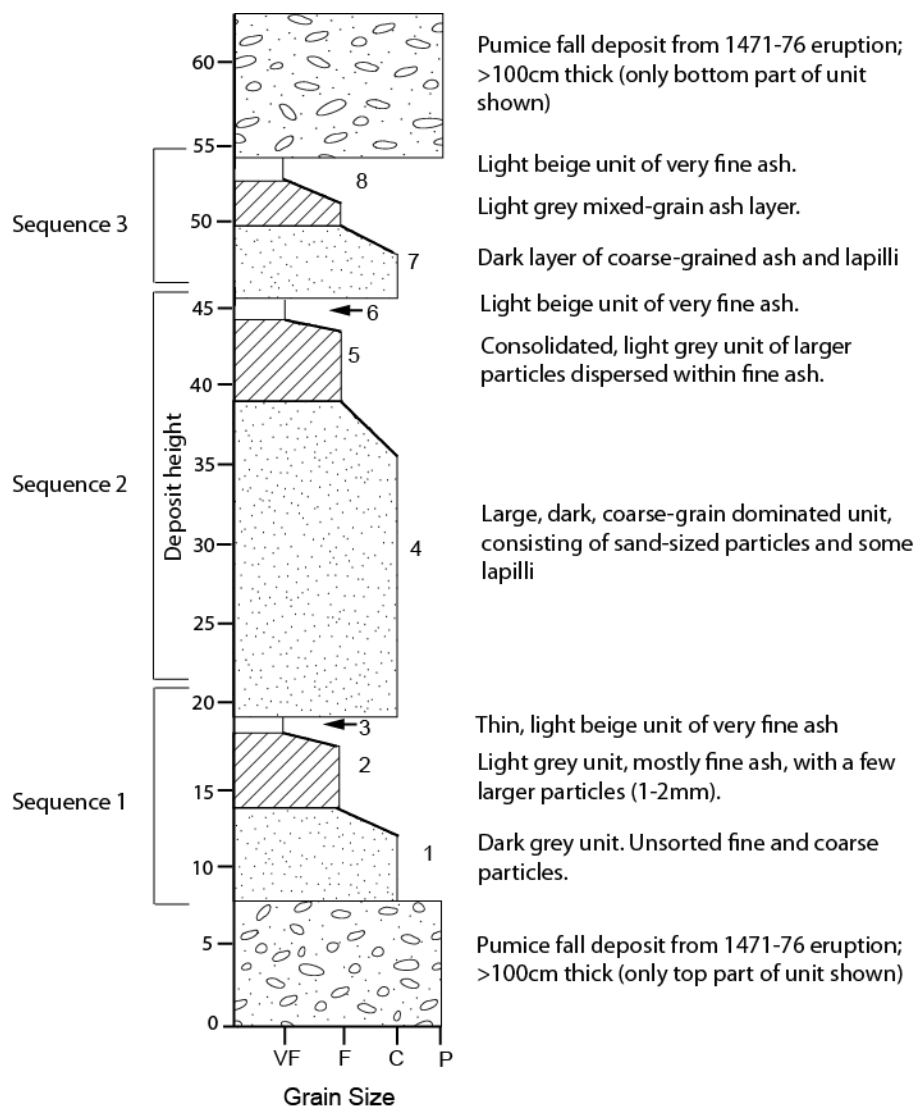 60
Pumice fall deposit from 1471-76 eruption;
>100cm thick (only bottom part of unit
shown)
55
Light beige unit of very fine ash.
8
Light grey mixed-grain ash layer.
Sequence 3
50
7
Dark layer of coarse-grained ash and lapilli
45
6
Light beige unit of very fine ash.
5
Consolidated, light grey unit of larger
particles dispersed within fine ash.
40
Deposit height
35
Sequence 2
4
Large, dark, coarse-grain dominated unit,
consisting of sand-sized particles and some
lapilli
30
25
20
3
Thin, light beige unit of very fine ash
2
Light grey unit, mostly fine ash, with a few
larger particles (1-2mm).
15
Sequence 1
1
Dark grey unit. Unsorted fine and coarse
particles.
10
5
Pumice fall deposit from 1471-76 eruption;
>100cm thick (only top part of unit shown)
0
VF F C P
Grain Size